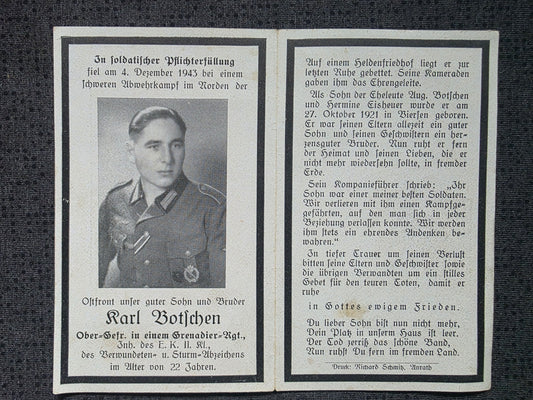 In soldatischer Pflichterfüllung
fiel am 4. Dezember 1943 bei einem
schweren Abwehrkampf im Norden der
Ostfront unser guter Sohn und Bruder
Karl Botschen
Ober-Gefr. in einem Grenadier-Rgt.,
Inh. des E. K. II. Kl.,
des Verwundeten- u. Sturm-Abzeichens
im Alter von 22 Jahren.
Auf einem Heldenfriedhof liegt er zur
letzten Ruhe gebettet. Seine Kameraden
gaben ihm das Ehrengeleite.
Als Sohn der Eheleute Aug. Botschen
und Hermine Eisheuer wurde er am
27. Oktober 1921 in Viersen geboren.
Er war seinen Eltern allezeit ein guter
Sohn und seinen Geschwistern ein her-
zensguter Bruder. Nun ruht er fern
der Heimat und seinen Lieben, die er
nicht mehr wiedersehn sollte, in fremder
Erde.
Sein Kompanieführer schrieb: „Ihr
Sohn war einer meiner besten Soldaten.
Wir verlieren mit ihm einen Kampfge-
gefährten, auf den man sich in jeder
Beziehung verlassen konnte. Wir werden
ihm stets ein ehrendes Andenken be-
wahren."
In tiefer Trauer um seinen Verlust
bitten seine Eltern und Geschwister sowie
die übrigen Verwandten um ein stilles
Gebet für den teuren Toten, damit er
er ruhe
in Gottes ewigem Frieden.
Du lieber Sohn bist nun nicht mehr,
Dein Platz in unserm Haus ist leer.
Der Tod zerriß das schöne Band,
Nun ruhst Du fern im fremden Land.
Druck: Richard Schmitz, Anrath